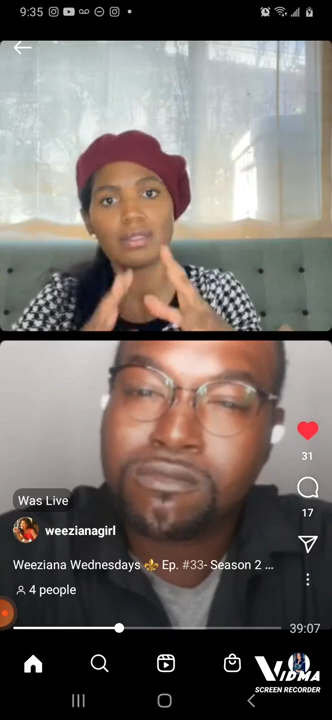 9:35
Was Live
weezianagirl
Weeziana Wednesdays ⚜ Ep. #33- Season 2 ...
4 people
31
17
39:07
VIDMA
SCREEN RECORDER